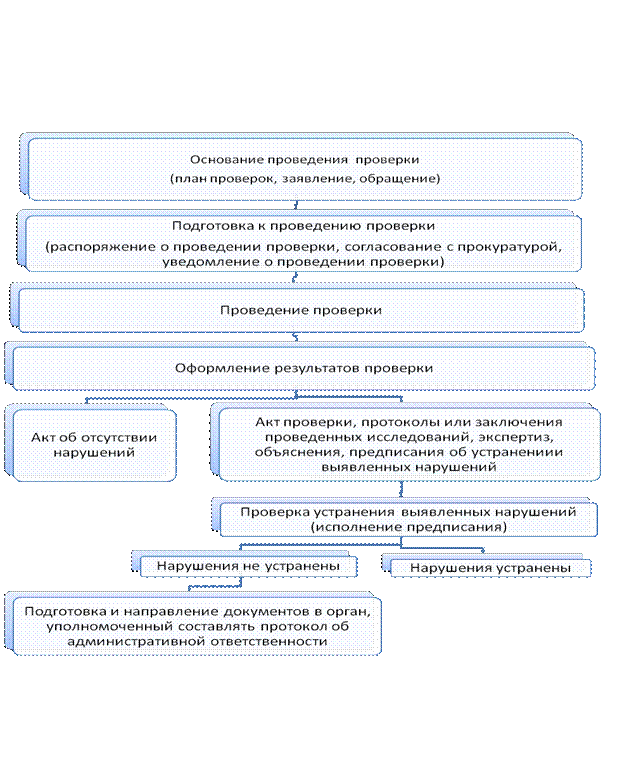 Основание проведения проверки
(план проверок, заявление, обращение)
Подготовка к проведению проверки
(распоряжение о проведении проверки, согласование с прокуратурой,
уведомление о проведении проверки)
Проведение проверки
Оформление результатов проверки
Акт об отсутствии
нарушений
Акт проверки, протоколы или заключения
проведенных исследований, экспертиз,
объяснения, предписания об устранениии
выявленных нарушений
Проверка устранения выявленных нарушений
(исполнение предписания)
Нарушения не устранены
Нарушения устранены
Подготовка и направление документов в орган,
уполномоченный составлять протокол об
административной ответственности